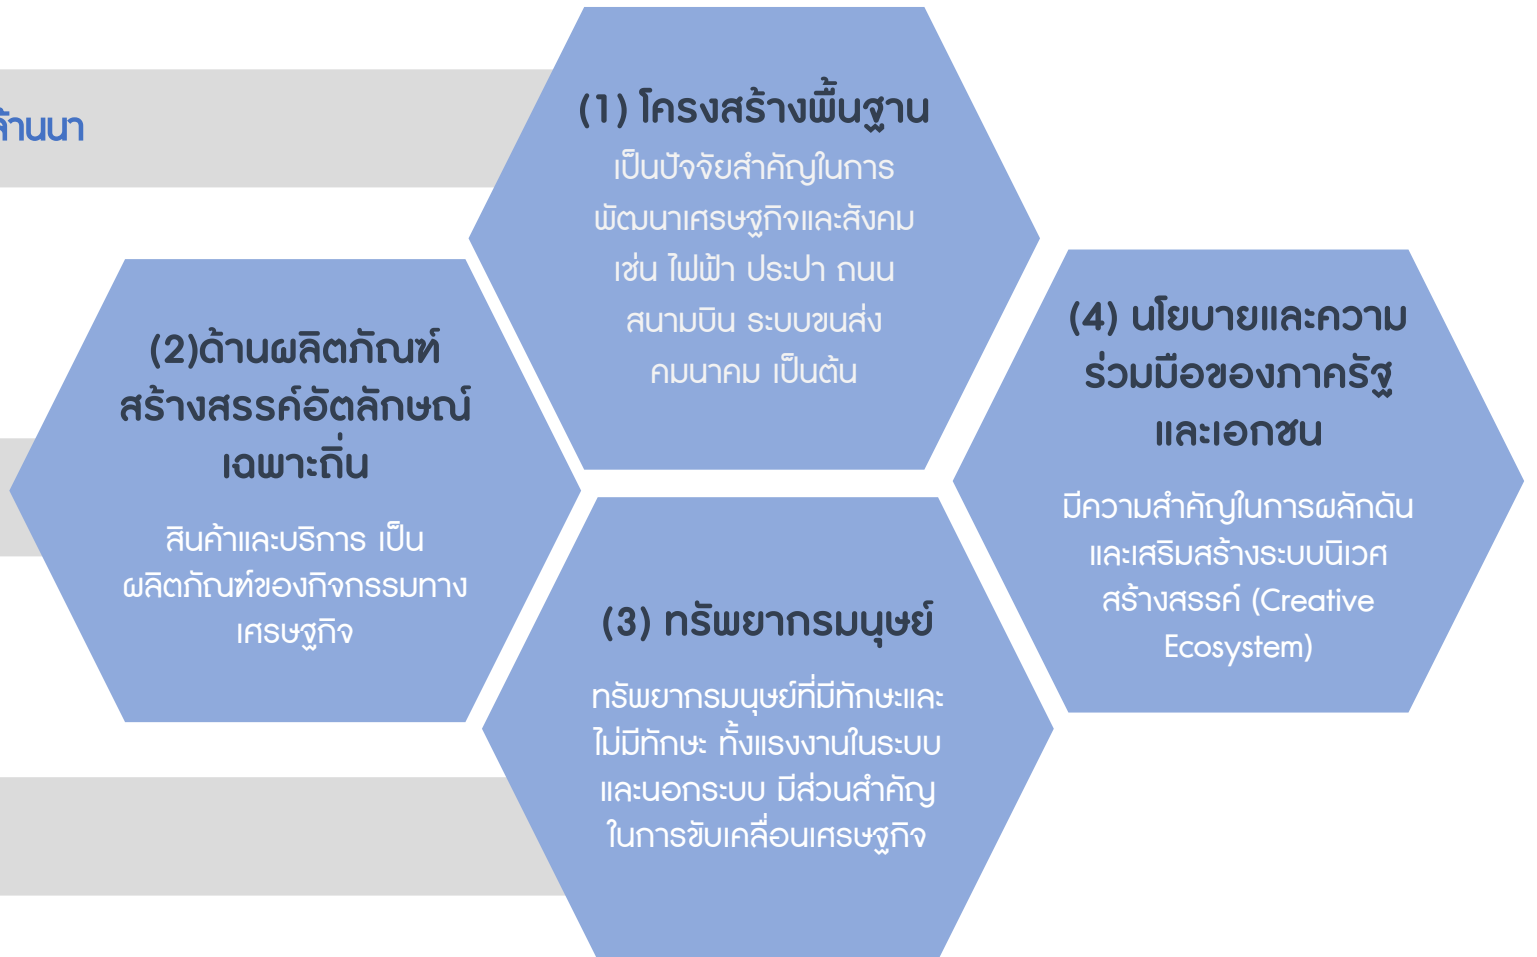 ล้านนา
(1) โครงสร้างพื้นฐาน
เป็นปัจจัยสำคัญในการ
พัฒนาเศรษฐกิจและสังคม
เช่น ไฟฟ้า ประปา ถนน
สนามบิน ระบบขนส่ง
คมนาคม เป็นต้น
(2)ด้านผลิตภัณฑ์
สร้างสรรค์อัตลักษณ์
เฉพาะถิ่น
สินค้าและบริการ เป็น
ผลิตภัณฑ์ของกิจกรรมทาง
เศรษฐกิจ
(3) ทรัพยากรมนุษย์
ทรัพยากรมนุษย์ที่มีทักษะและ
ไม่มีทักษะ ทั้งแรงงานในระบบ
และนอกระบบ มีส่วนสำคัญ
ในการขับเคลื่อนเศรษฐกิจ
(4) นโยบายและความ
ร่วมมือของภาครัฐ
และเอกชน
มีความสำคัญในการผลักดัน
และเสริมสร้างระบบนิเวศ
สร้างสรรค์ (Creative
Ecosystem)